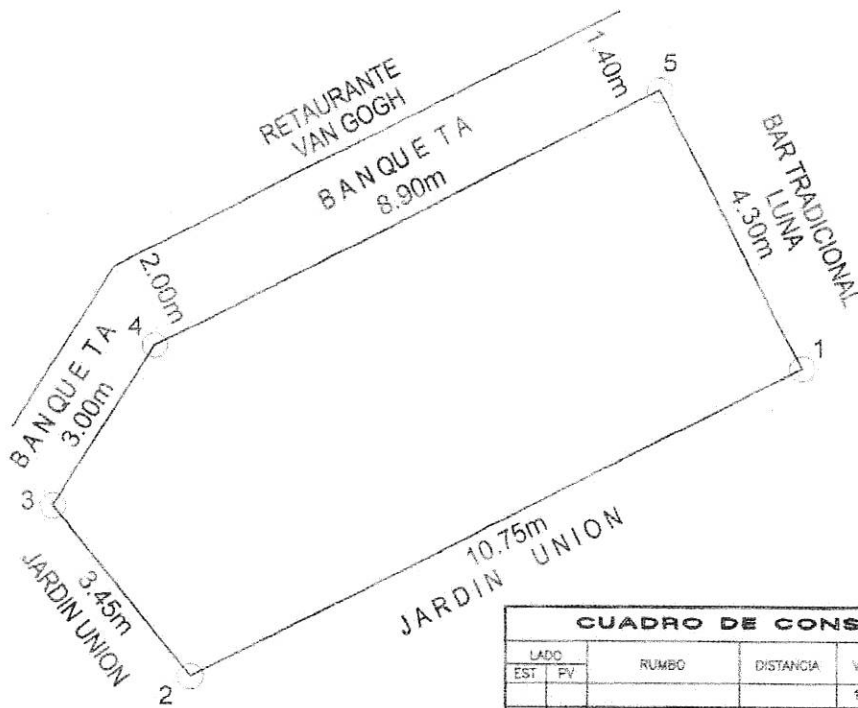 RETAURANTE
VAN GOGH
1.40m
5
BANQUETA
8.90m
BAR TRADICIONAL
LUNA
4.30m
2.00m
4
BANQUETA
3.00m
1
3
JARDIN UNION
3.45m
10.75m
JARDIN UNION
2
CUADRO DE CONS
LADO
EST PV
RUMBO
DISTANCIA
V